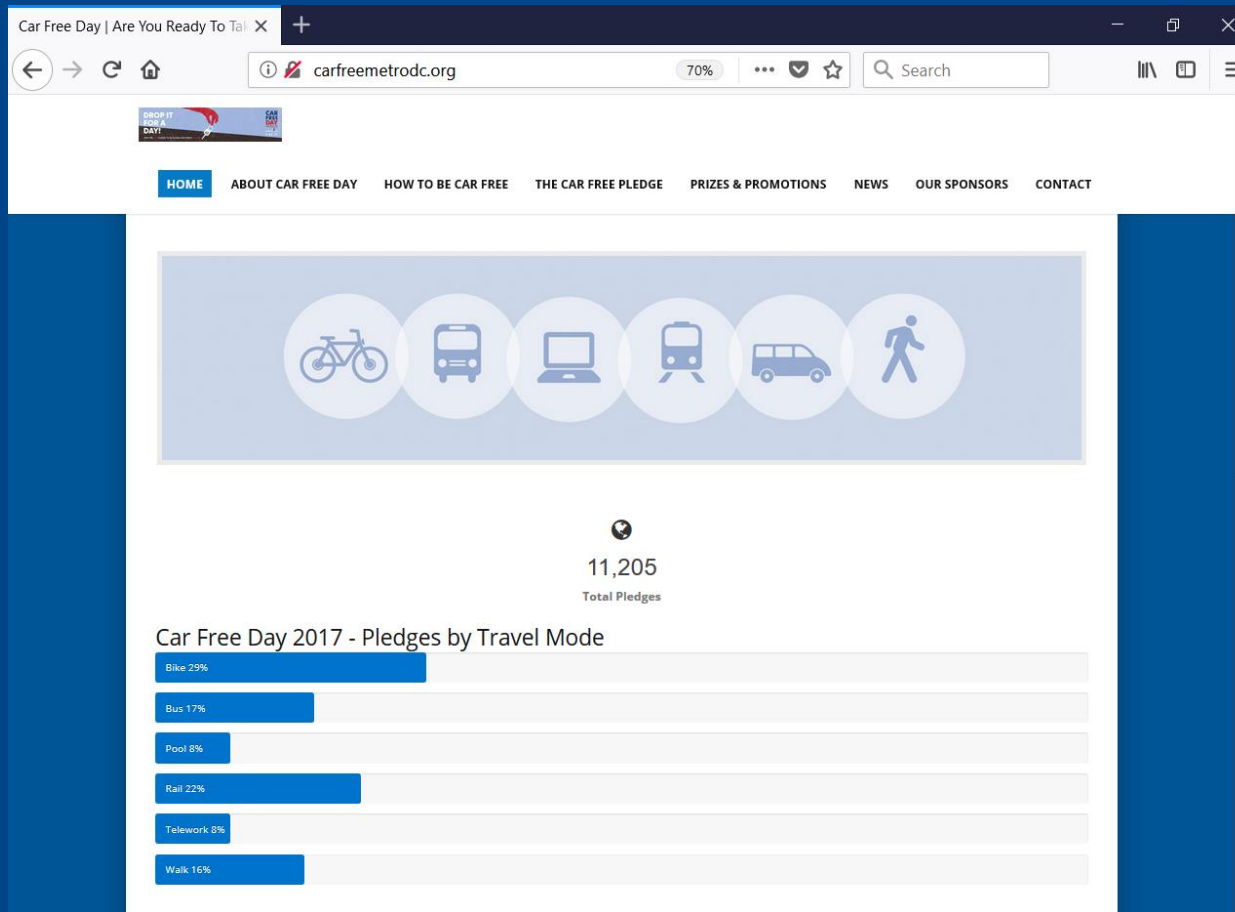 Car Free Day | Are You Ready To Ta
carfreemetrodc.org
70%
Search
DROP IT
FOR A
DAY!
CAR
FREE
DAY
HOME ABOUT CAR FREE DAY HOW TO BE CAR FREE THE CAR FREE PLEDGE PRIZES & PROMOTIONS NEWS OUR SPONSORS CONTACT
11,205
Total Pledges
Car Free Day 2017 - Pledges by Travel Mode
Bike 29%
Bus 17%
Pool 8%
Rail 22%
Telework 8%
Walk 16%